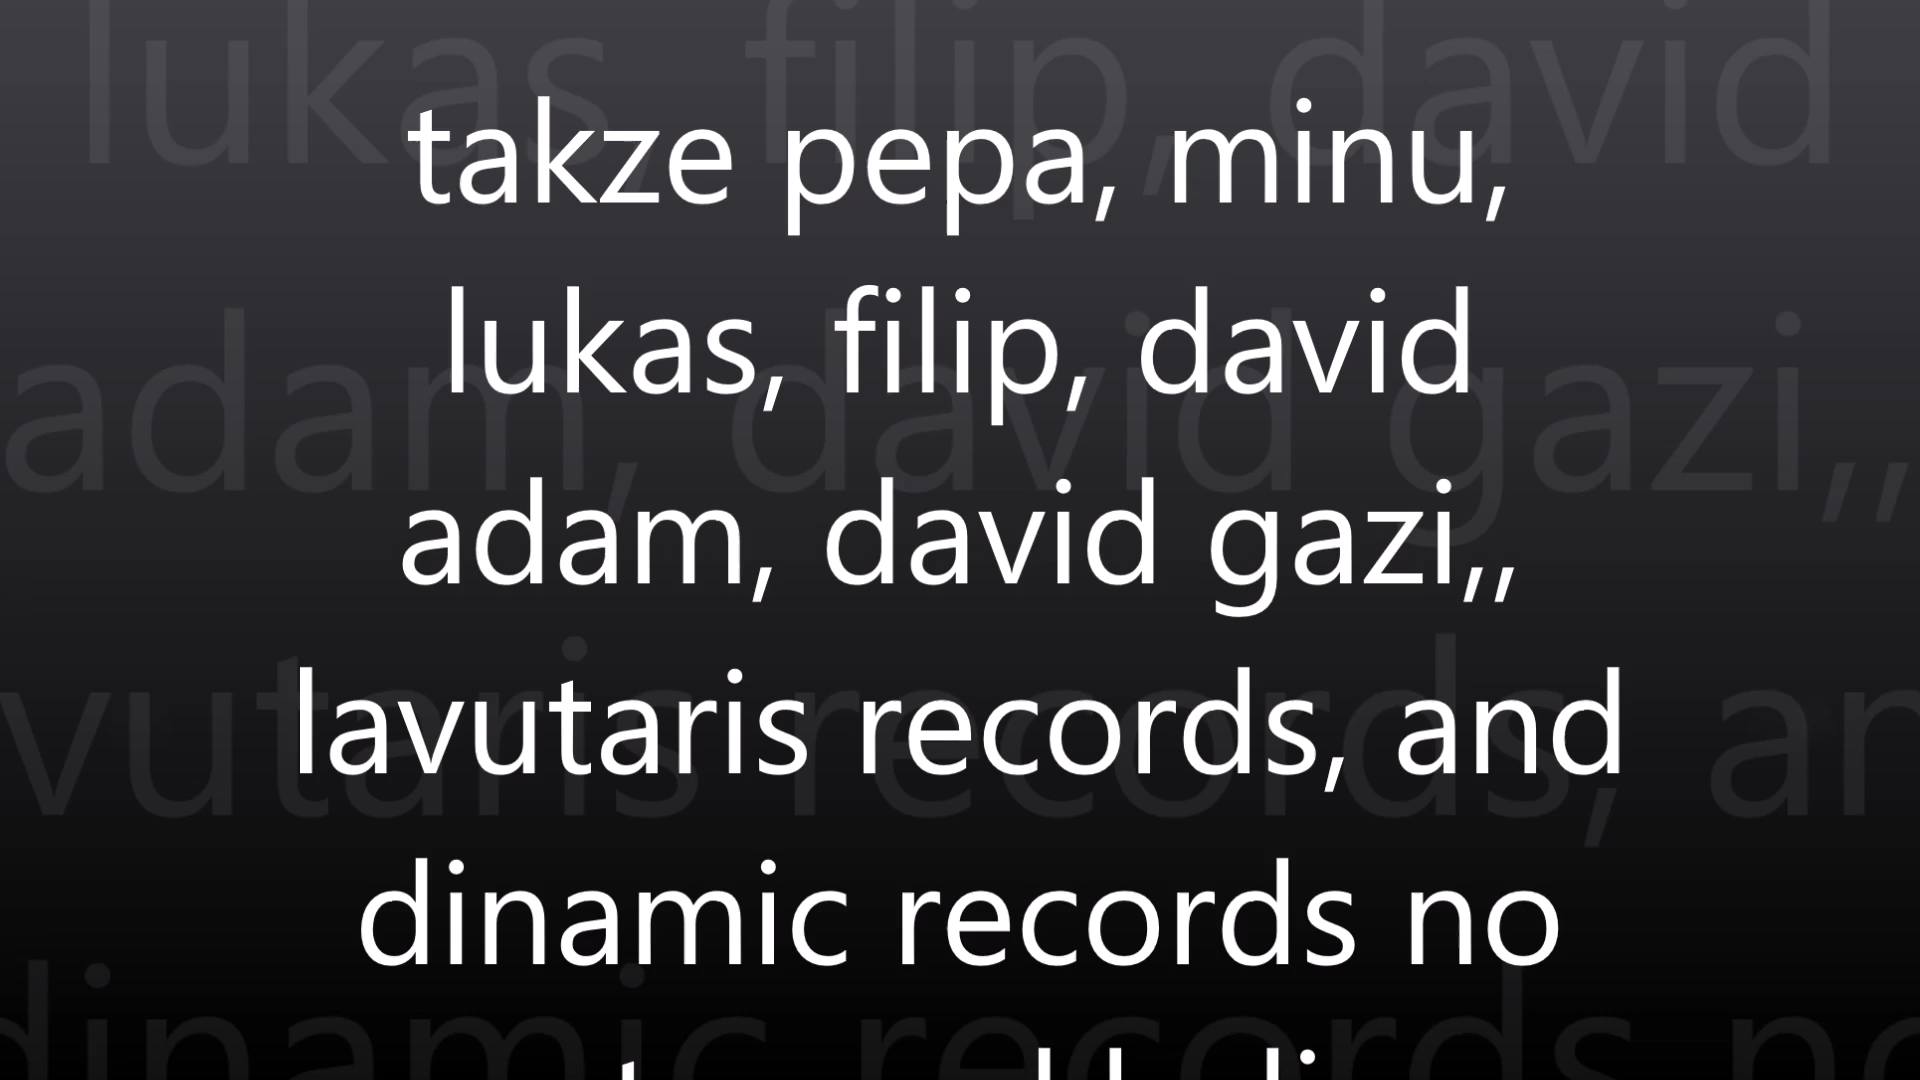 takze pepa, minu,
lukas, filip, david
adam, david gazi,,
lavutaris records, and
dinamic records no